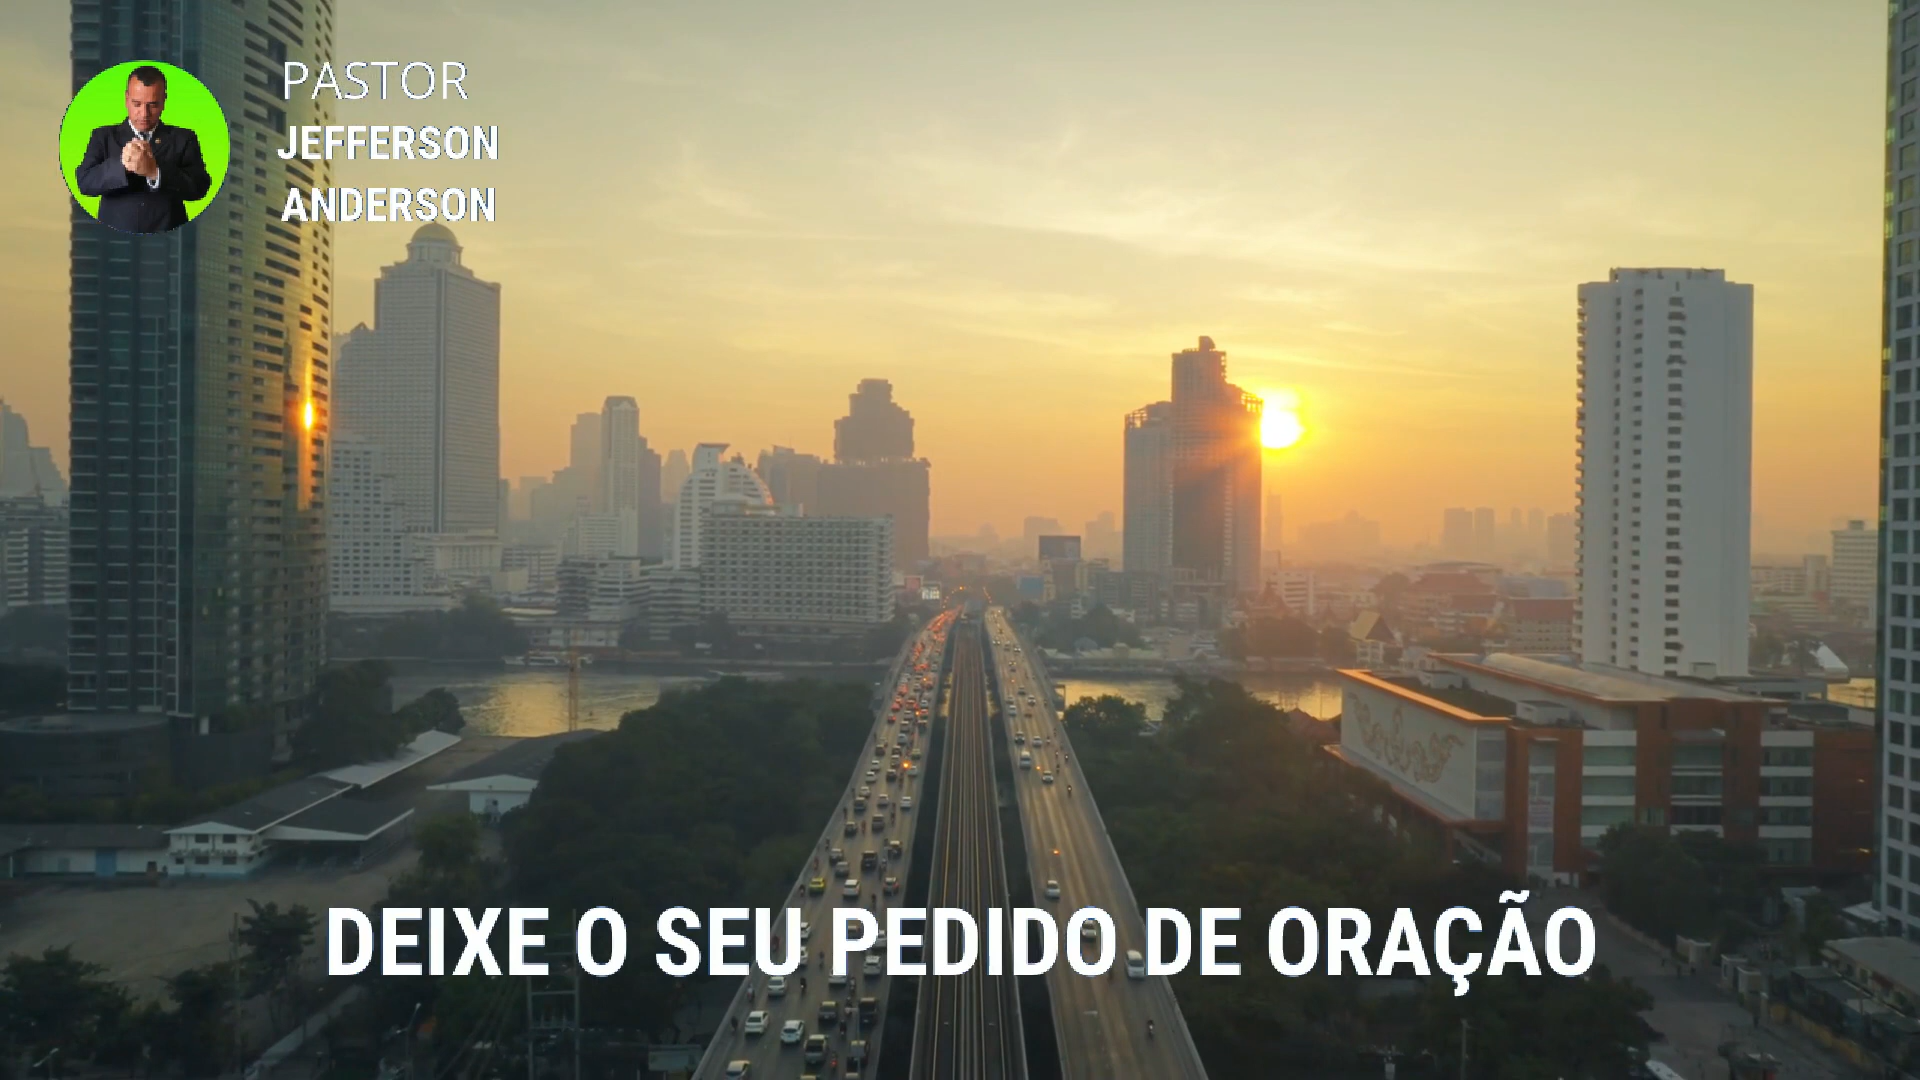 PASTOR
JEFFERSON
ANDERSON
DEIXE O SEU PEDIDO DE ORAÇÃO